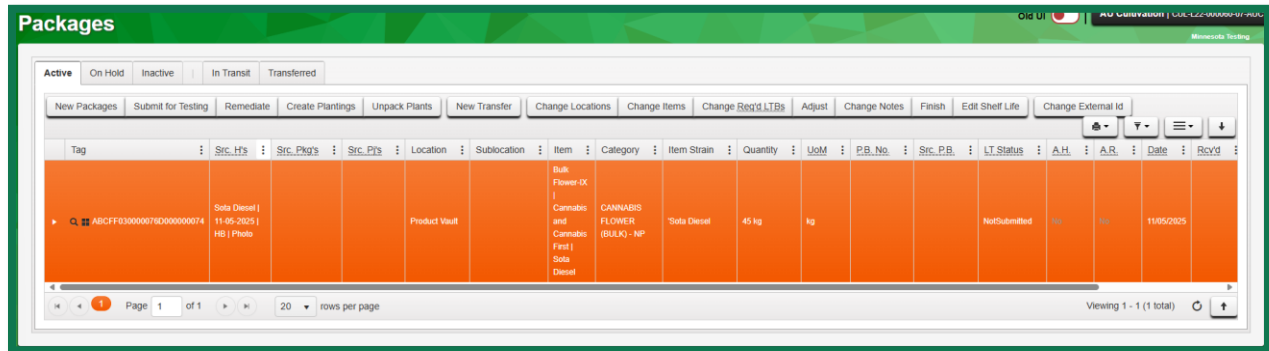 Packages
Old UI
AU Cultivation |
Minnesota Testing
Active On Hold Inactive | In Transit Transferred
New Packages Submit for Testing Remediate Create Plantings Unpack Plants New Transfer Change Locations Change Items Change Req'd LTBs Adjust Change Notes Finish Edit Shelf Life Change External Id
Tag Src. H's Src. Pkg's Src. Pj's Location Sublocation Item Category Item Strain Quantity UoM P.B. No. Src. P.B. LT Status A.H. A.R. Date Rcv'd
Bulk
Flower-IX
|
Cannabis
and
Cannabis
First |
Sota
Diesel
CANNABIS
FLOWER
(BULK) - NP
Sota Diesel |
11-05-2025 |
HB | Photo
ABCFF030000076D000000074
Product Vault
'Sota Diesel
45 kg
kg
NotSubmitted
No
No
11/05/2025
1 Page 1 of 1 20 rows per page Viewing 1 - 1 (1 total)